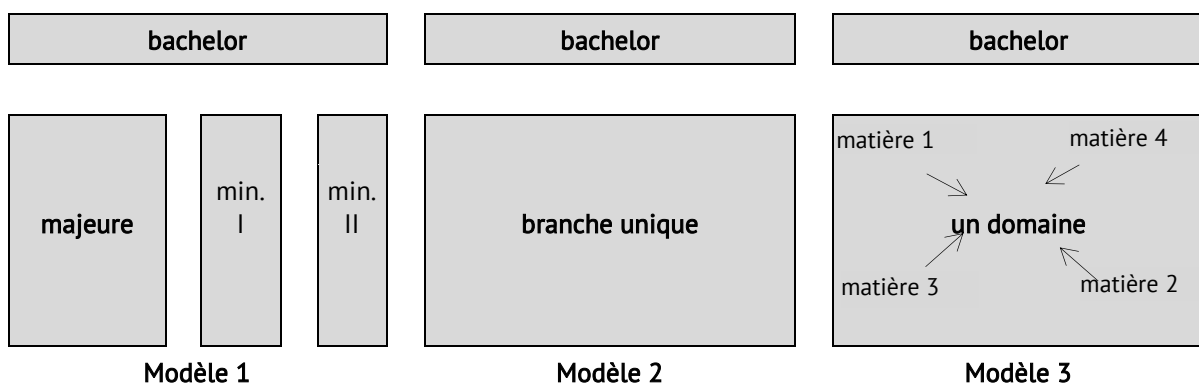 bachelor
majeure
min.
I
min.
II
Modèle 1
bachelor
branche unique
Modèle 2
bachelor
matière 1
matière 4
un domaine
matière 3
matière 2
Modèle 3